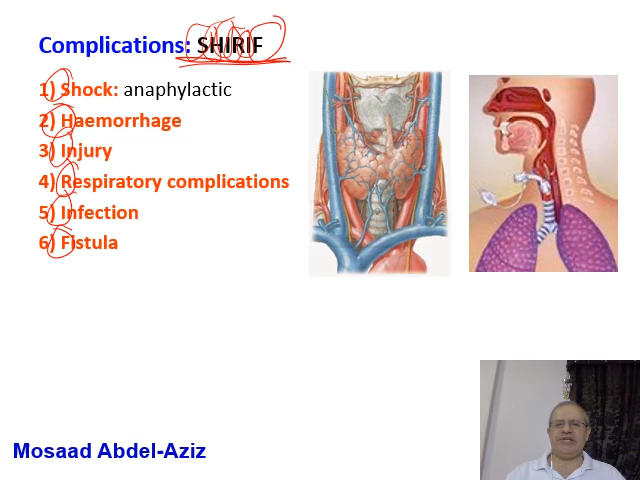 Complications: SHIRIF
1) Shock: anaphylactic
2) Haemorrhage
3) Injury
4) Respiratory complications
5) Infection
6) Fistula
Mosaad Abdel-Aziz